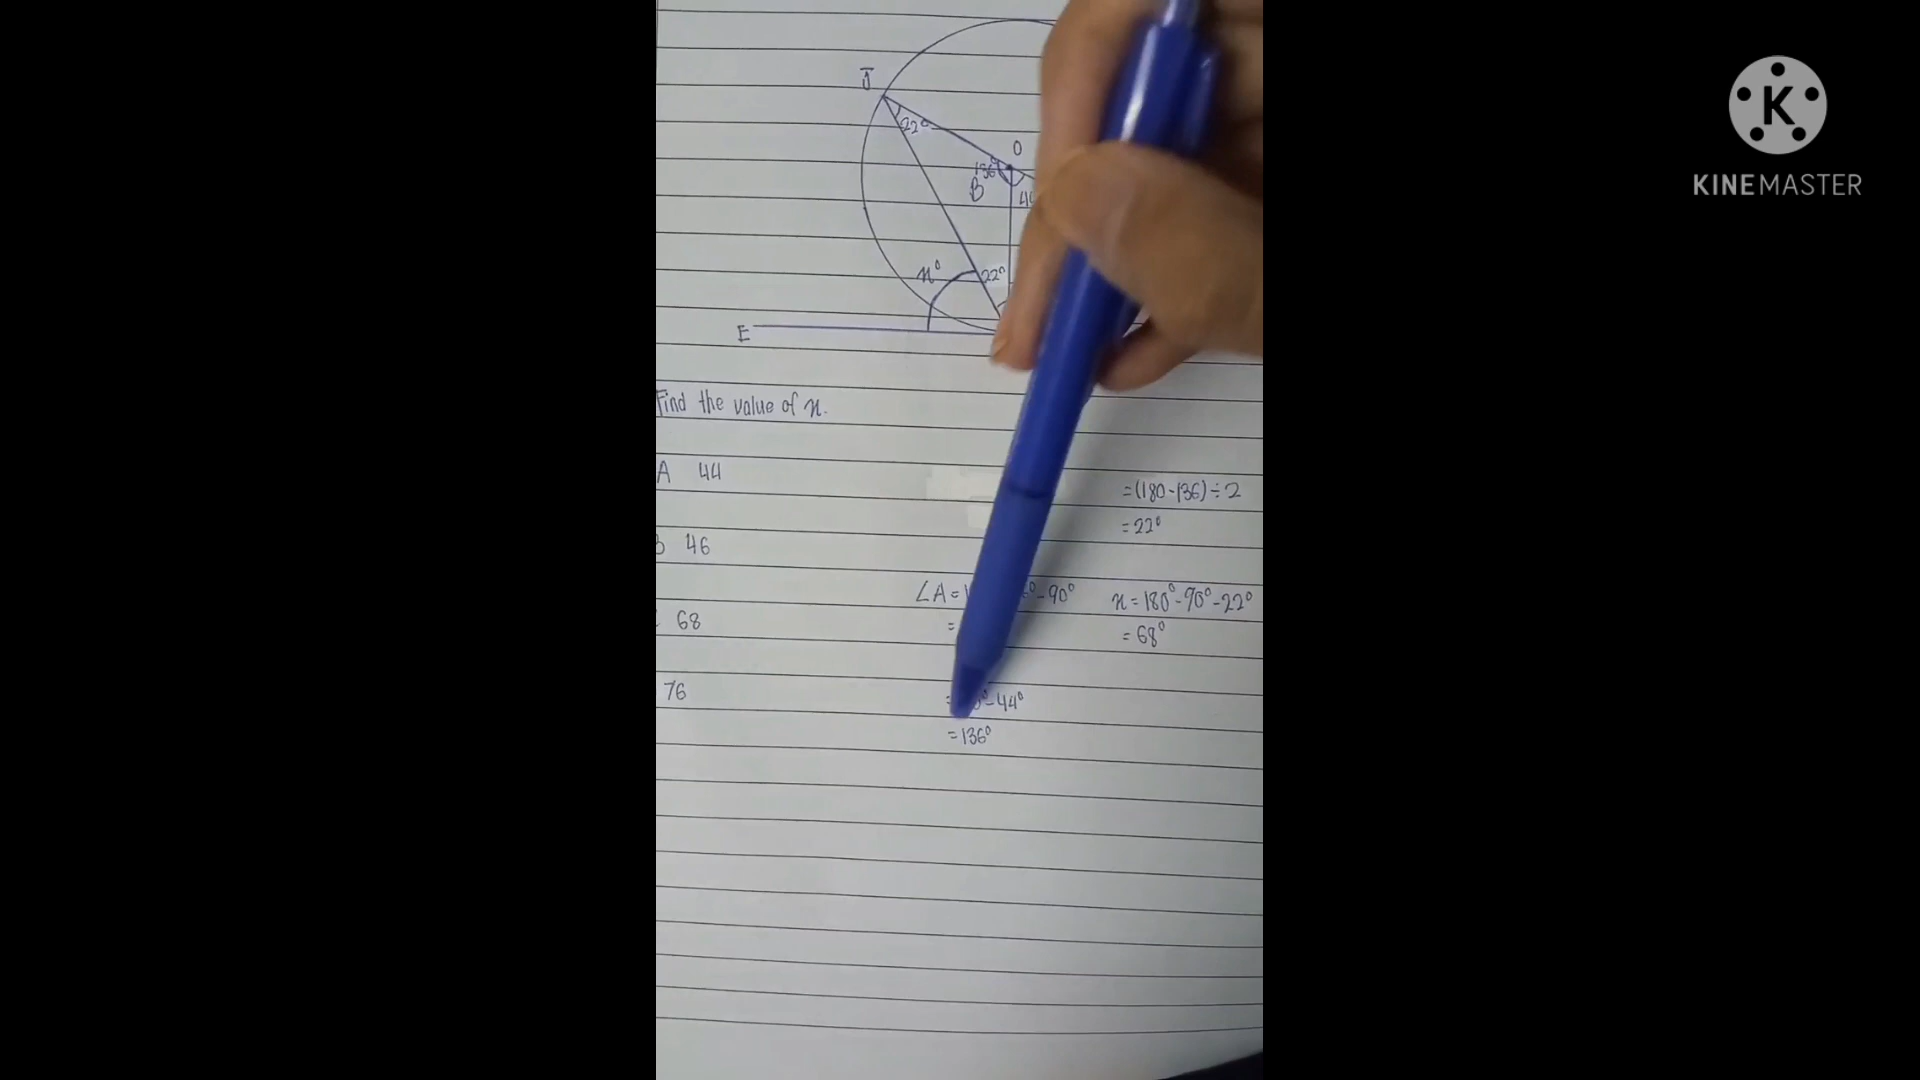 J
22°
O
136°
B
22°
n°
E
Find the value of n.
A 44
B 46
68
76
=(180-136)÷2
=22°
∠A= -90°
n=180°-90°-22°
=68°
-44°
=136°
K
KINEMASTER